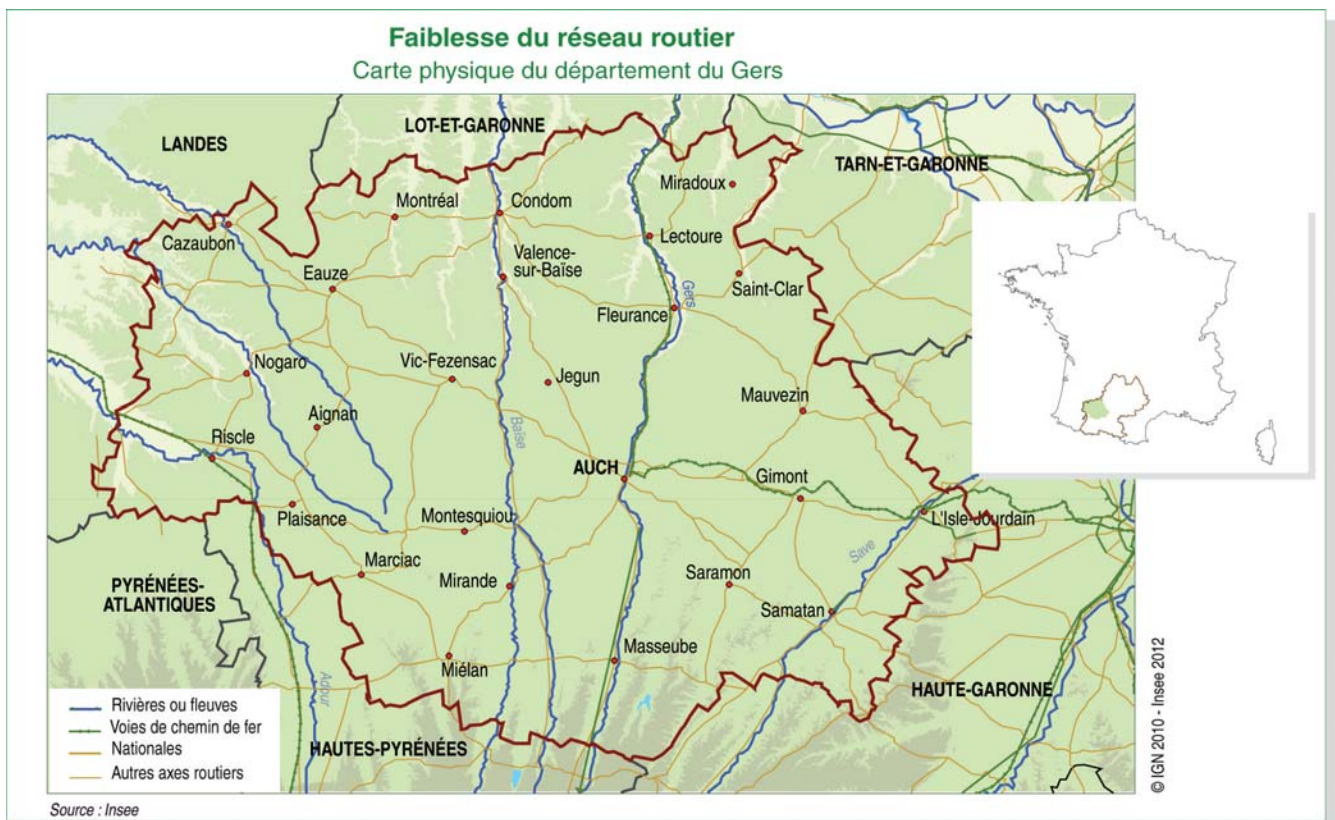 Faiblesse du réseau routier
Carte physique du département du Gers
LANDES
LOT-ET-GARONNE
TARN-ET-GARONNE
Miradoux
Montréal
Condom
Cazaubon
Lectoure
Valence-
sur-Baïse
Eauze
Saint-Clar
Gers
Fleurance
Nogaro
Vic-Fezensac
Jegun
Mauvezin
Aignan
Baïse
Riscle
AUCH
Gimont
Plaisance
Montesquiou
L'Isle-Jourdain
Save
Marciac
Mirande
Saramon
PYRÉNÉES-
ATLANTIQUES
Samatan
Masseube
Miélan
Adour
HAUTE-GARONNE
HAUTES-PYRÉNÉES
Rivières ou fleuves
Voies de chemin de fer
Nationales
Autres axes routiers
© IGN 2010 - Insee 2012
Source : Insee